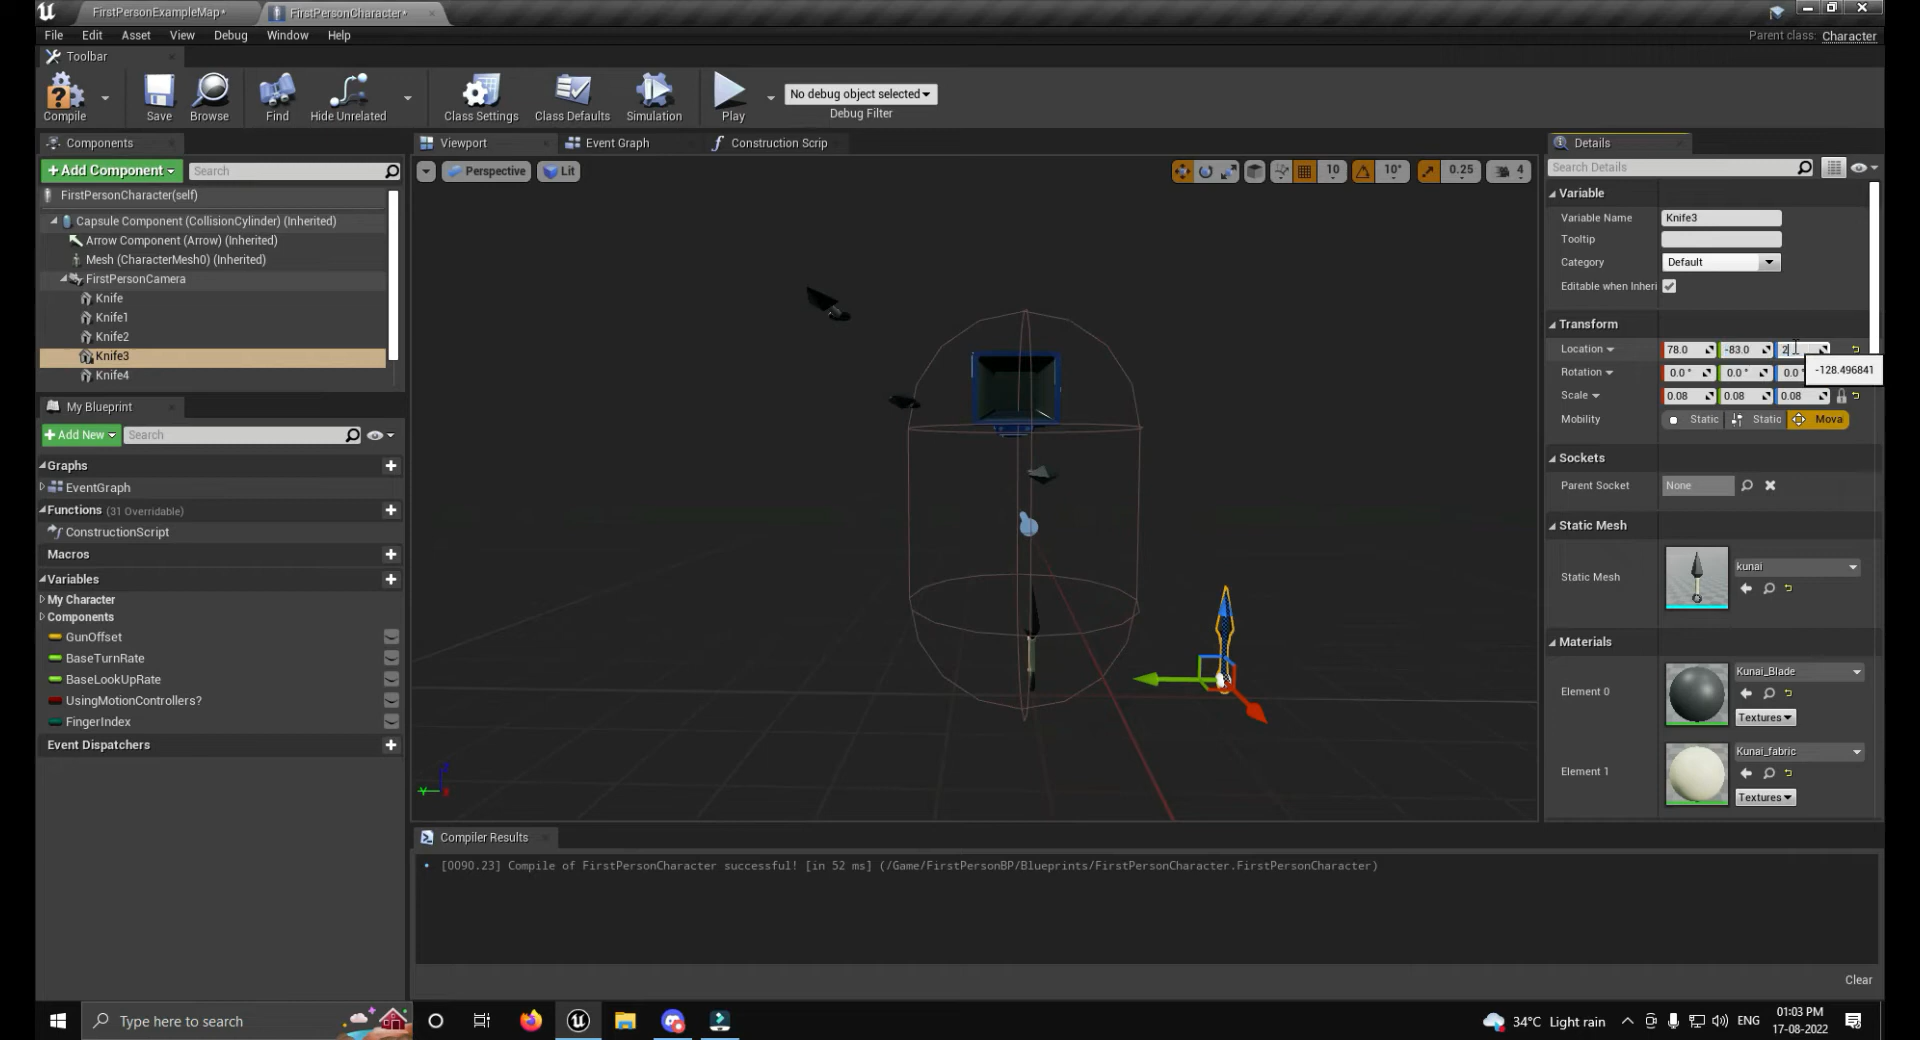 FirstPersonExampleMap*
FirstPersonCharacter*
File Edit Asset View Debug Window Help
Parent class: Character
Toolbar
Compile Save Browse Find Hide Unrelated Class Settings Class Defaults Simulation Play
No debug object selected
Debug Filter
Components
+ Add Component
Search
FirstPersonCharacter(self)
Capsule Component (CollisionCylinder) (Inherited)
Arrow Component (Arrow) (Inherited)
Mesh (CharacterMesh0) (Inherited)
FirstPersonCamera
Knife
Knife1
Knife2
Knife3
Knife4
My Blueprint
+ Add New
Search
Graphs
EventGraph
Functions (31 Overridable)
ConstructionScript
Macros
Variables
My Character
Components
GunOffset
BaseTurnRate
BaseLookUpRate
UsingMotionControllers?
FingerIndex
Event Dispatchers
Viewport
Event Graph
Construction Scrip
Perspective
Lit
10
10°
0.25
4
Compiler Results
[0090.23] Compile of FirstPersonCharacter successful! [in 52 ms] (/Game/FirstPersonBP/Blueprints/FirstPersonCharacter.FirstPersonCharacter)
Clear
Details
Search Details
Variable
Variable Name Knife3
Tooltip
Category Default
Editable when Inheri
Transform
Location 78.0 -83.0 2
-128.496841
Rotation 0.0° 0.0° 0.0°
Scale 0.08 0.08 0.08
Mobility Static Static Mova
Sockets
Parent Socket None
Static Mesh
Static Mesh kunai
Materials
Element 0 Kunai_Blade
Textures
Element 1 Kunai_fabric
Textures
Type here to search
34°C Light rain
ENG
01:03 PM
17-08-2022